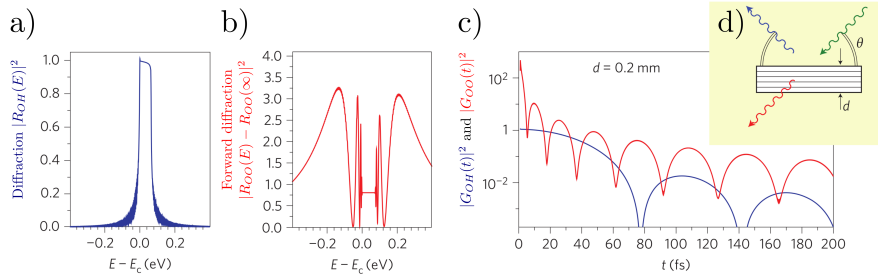 a)
Diffraction |R_OH(E)|²
1.0
0.8
0.6
0.4
0.2
0
−0.2
0.0
0.2
E − E_c (eV)
b)
Forward diffraction
|R_OO(E) − R_OO(∞)|²
4.0
3.5
3.0
2.5
2.0
1.5
1.0
0.5
0
−0.2
0.0
0.2
E − E_c (eV)
c)
|G_OH(t)|² and |G_OO(t)|²
10²
1
10⁻²
d = 0.2 mm
0
20
40
60
80
100
120
140
160
180
200
t (fs)
d)
θ
d